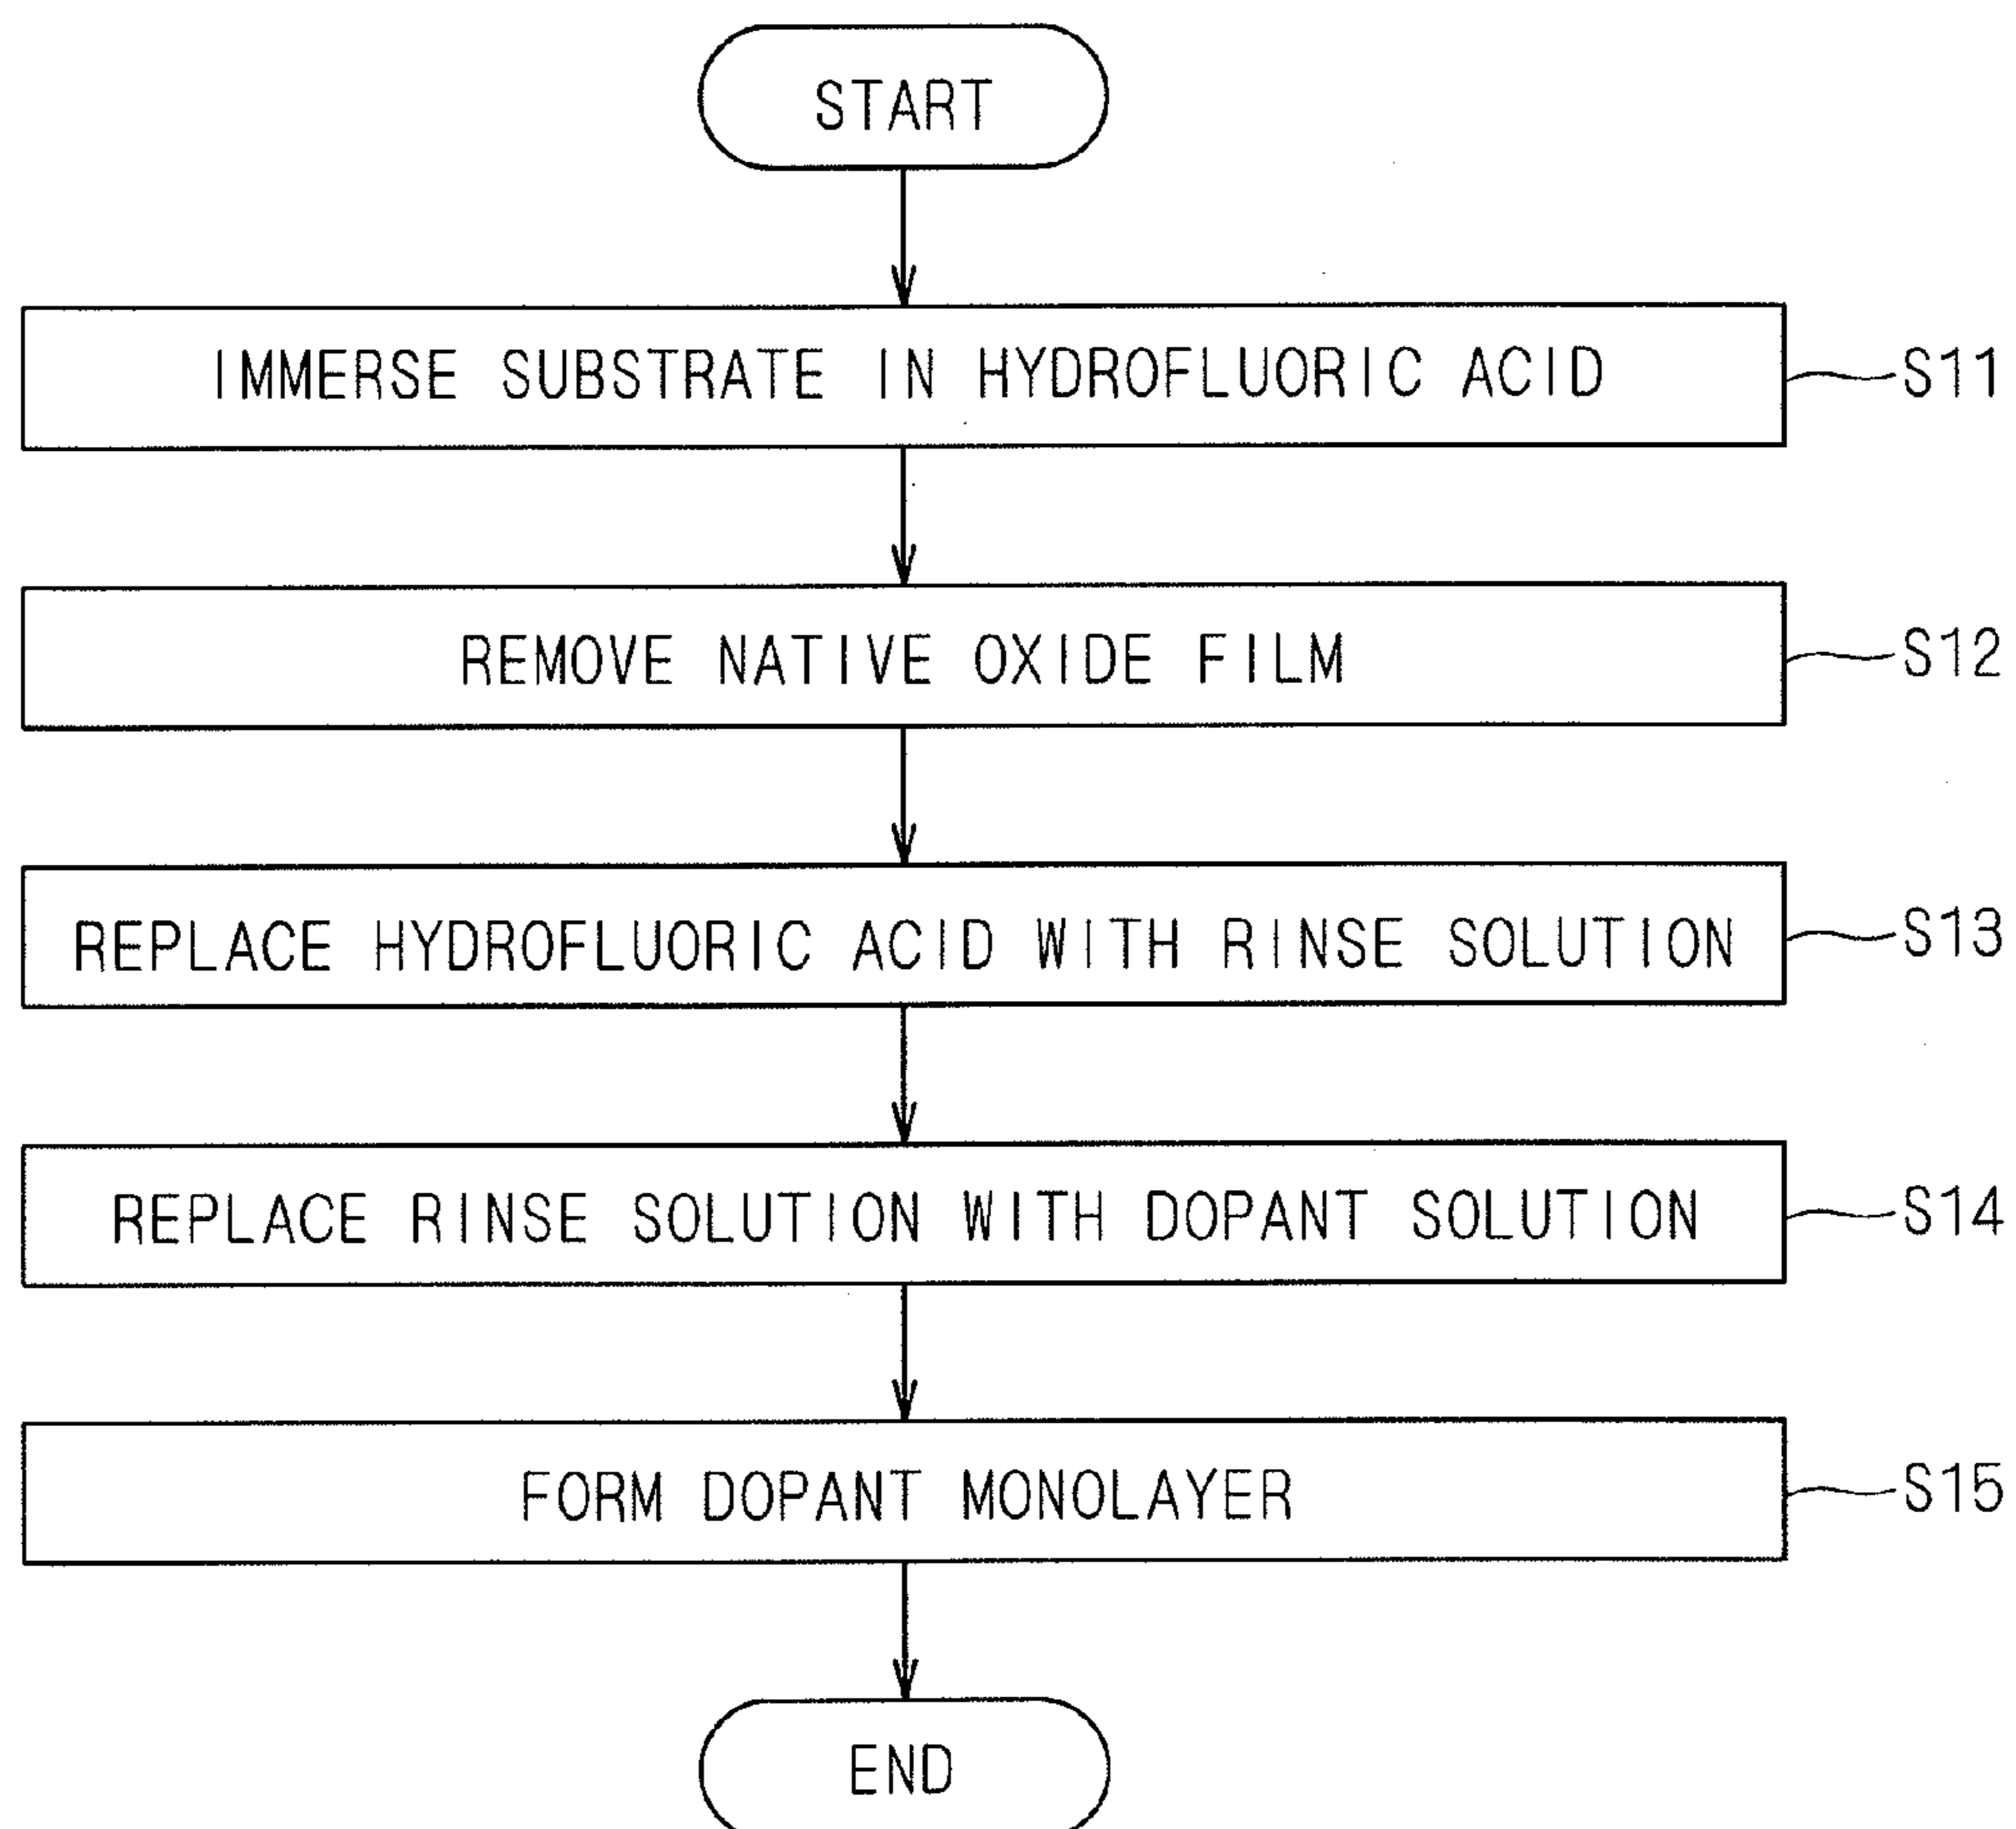 START
IMMERSE SUBSTRATE IN HYDROFLUORIC ACID
S11
REMOVE NATIVE OXIDE FILM
S12
REPLACE HYDROFLUORIC ACID WITH RINSE SOLUTION
S13
REPLACE RINSE SOLUTION WITH DOPANT SOLUTION
S14
FORM DOPANT MONOLAYER
S15
END